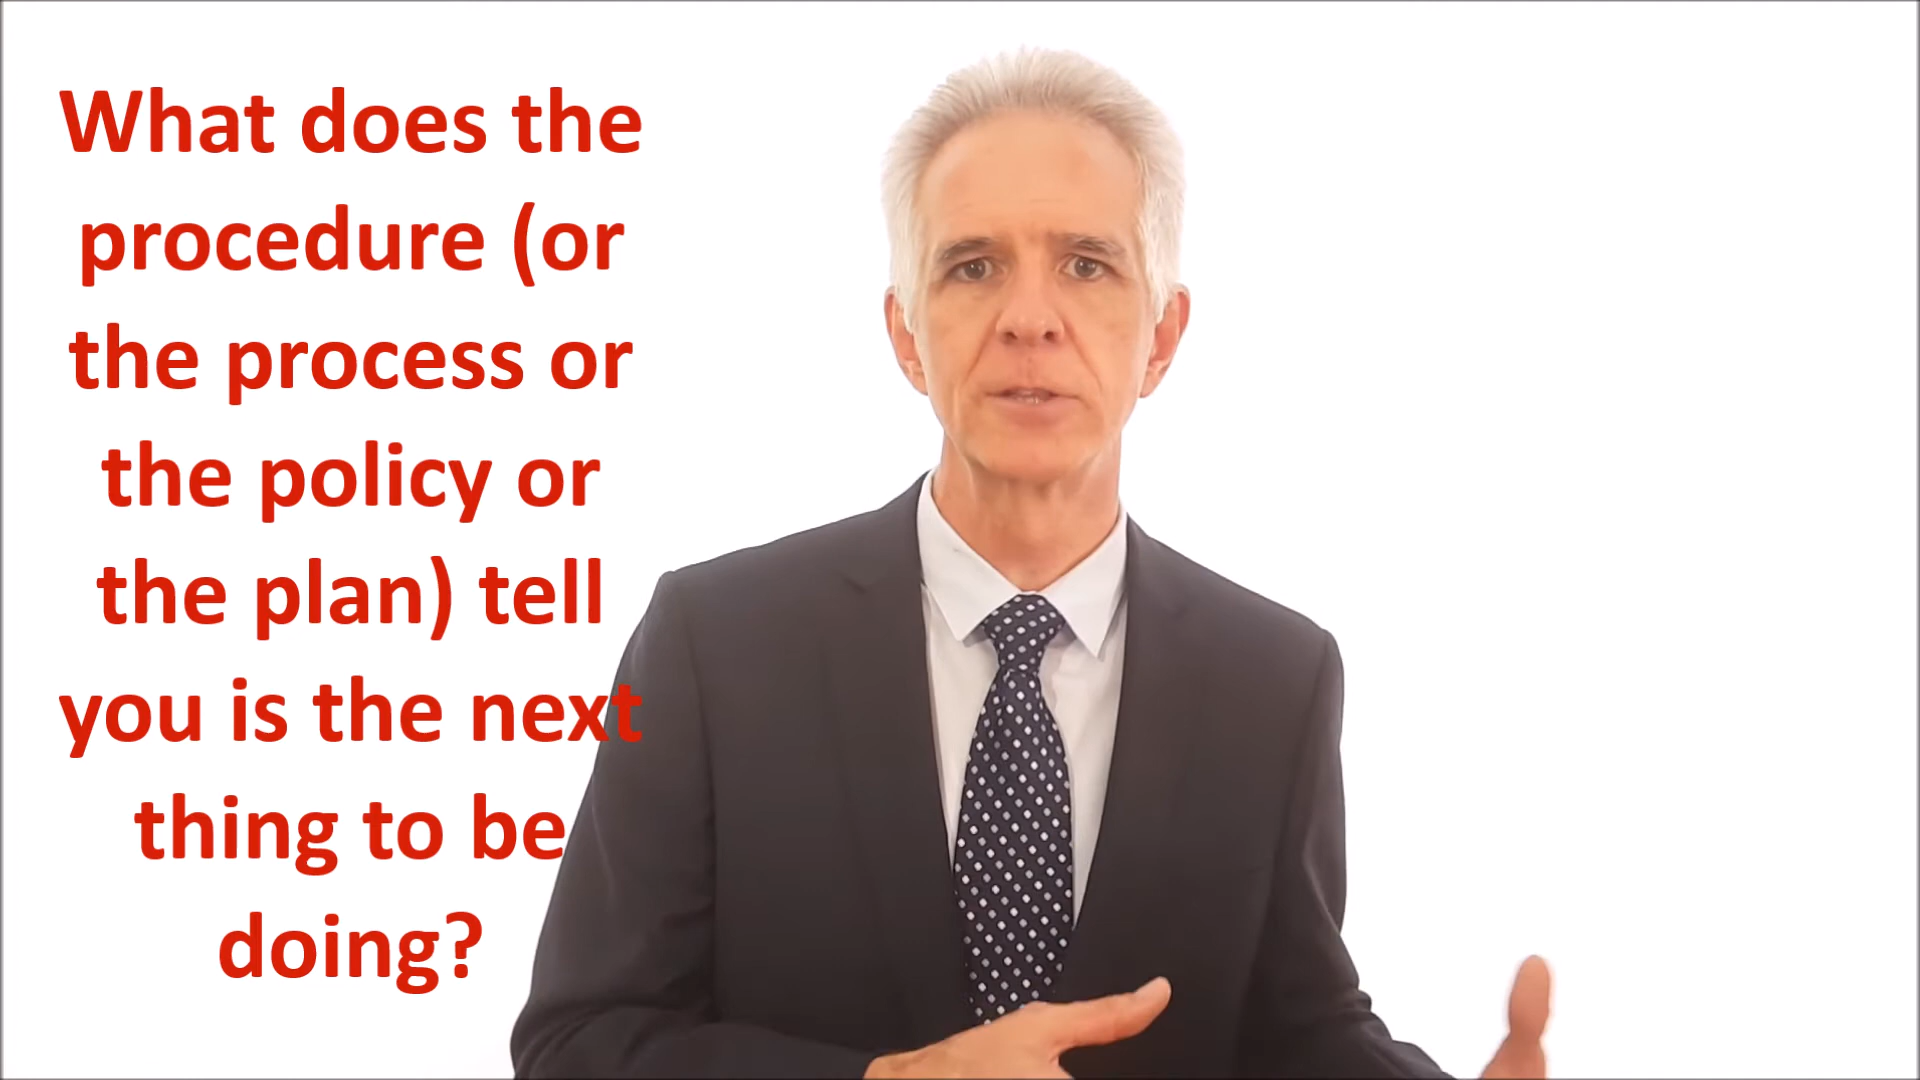 What does the
procedure (or
the process or
the policy or
the plan) tell
you is the next
thing to be
doing?